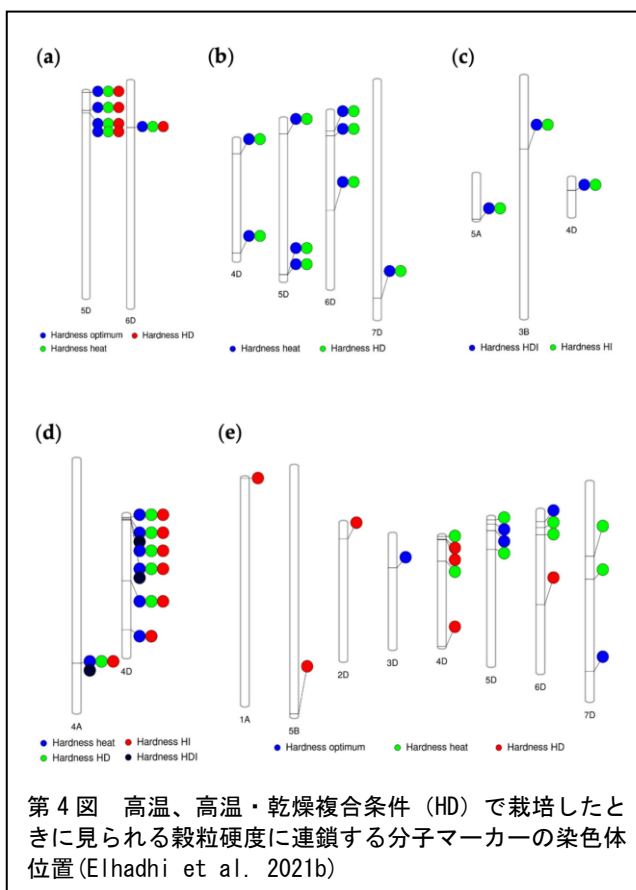 (a)
5D
6D
Hardness optimum
Hardness HD
Hardness heat
(b)
4D
5D
6D
7D
Hardness heat
Hardness HD
(c)
5A
3B
4D
Hardness HDI
Hardness HI
(d)
4A
4D
Hardness heat
Hardness HI
Hardness HD
Hardness HDI
(e)
1A
5B
2D
3D
4D
5D
6D
7D
Hardness optimum
Hardness heat
Hardness HD
第4図 高温、高温・乾燥複合条件（HD）で栽培したと
きに見られる穀粒硬度に連鎖する分子マーカーの染色体
位置(Elhadhi et al. 2021b)